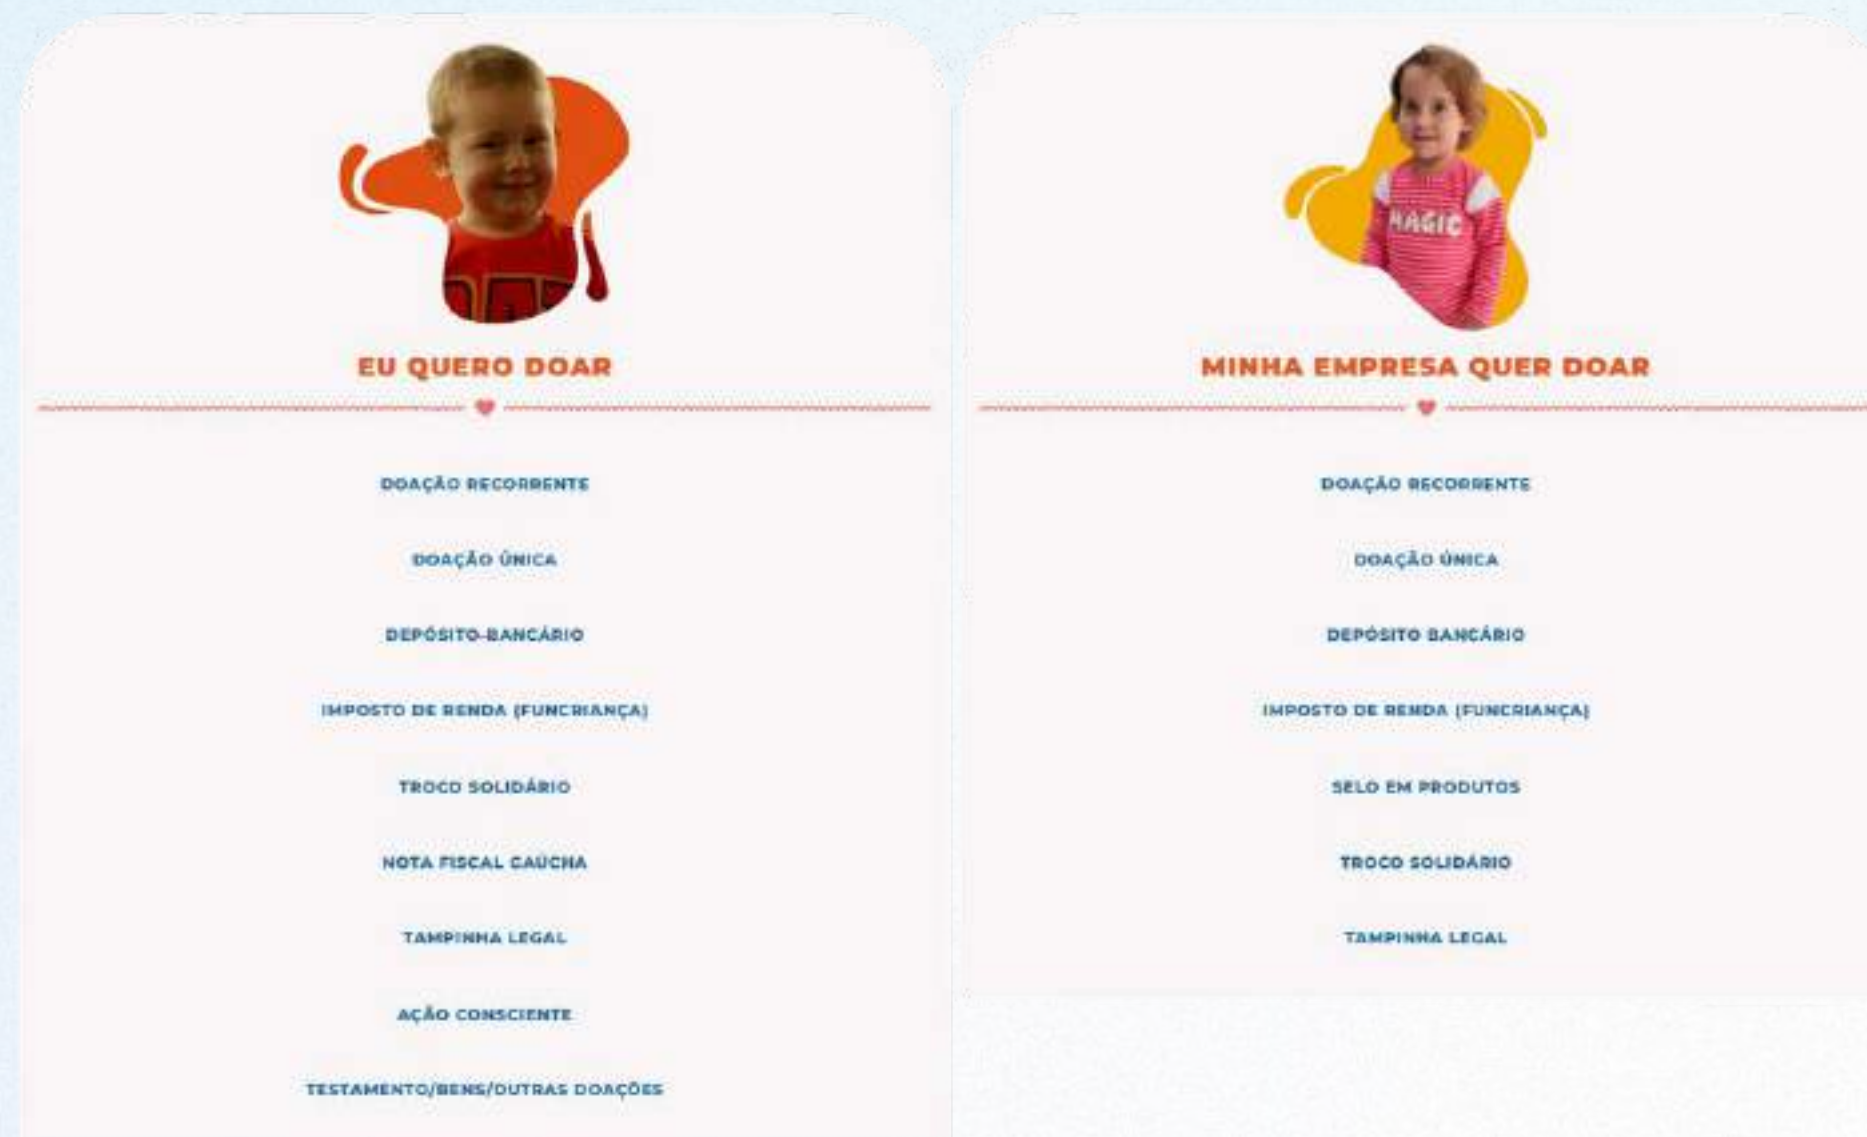 EU QUERO DOAR
DOAÇÃO RECORRENTE
DOAÇÃO ÚNICA
DEPÓSITO BANCÁRIO
IMPOSTO DE RENDA (FUNCRIANÇA)
TROCO SOLIDÁRIO
NOTA FISCAL GAÚCHA
TAMPINHA LEGAL
AÇÃO CONSCIENTE
TESTAMENTO/BENS/OUTRAS DOAÇÕES
MAGIC
MINHA EMPRESA QUER DOAR
DOAÇÃO RECORRENTE
DOAÇÃO ÚNICA
DEPÓSITO BANCÁRIO
IMPOSTO DE RENDA (FUNCRIANÇA)
SELO EM PRODUTOS
TROCO SOLIDÁRIO
TAMPINHA LEGAL